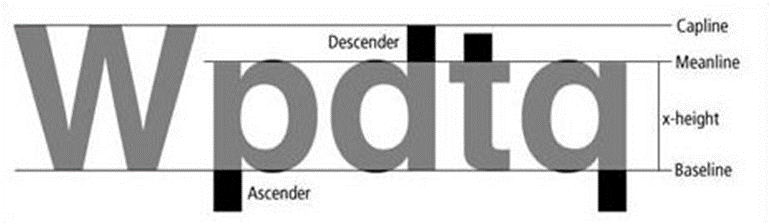 Capline
Descender
Meanline
Wpdtq
x-height
Baseline
Ascender